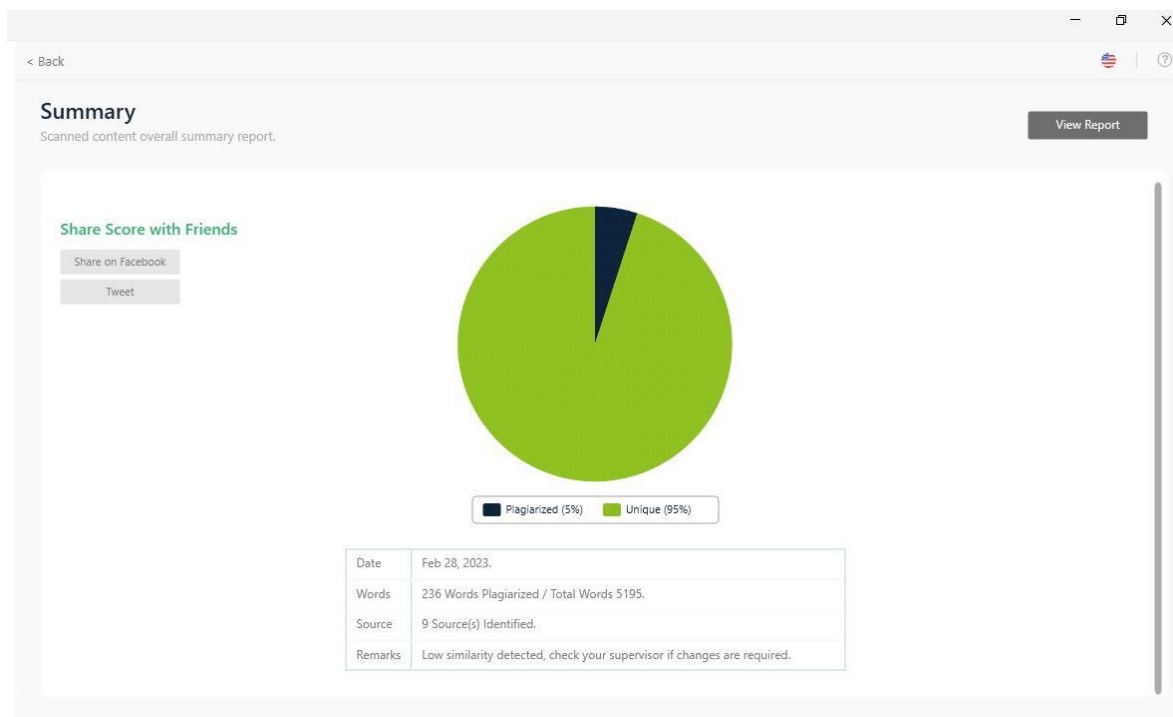 < Back
Summary
Scanned content overall summary report.
View Report
Share Score with Friends
Share on Facebook
Tweet
Plagiarized (5%) Unique (95%)
Date Feb 28, 2023.
Words 236 Words Plagiarized / Total Words 5195.
Source 9 Source(s) Identified.
Remarks Low similarity detected, check your supervisor if changes are required.